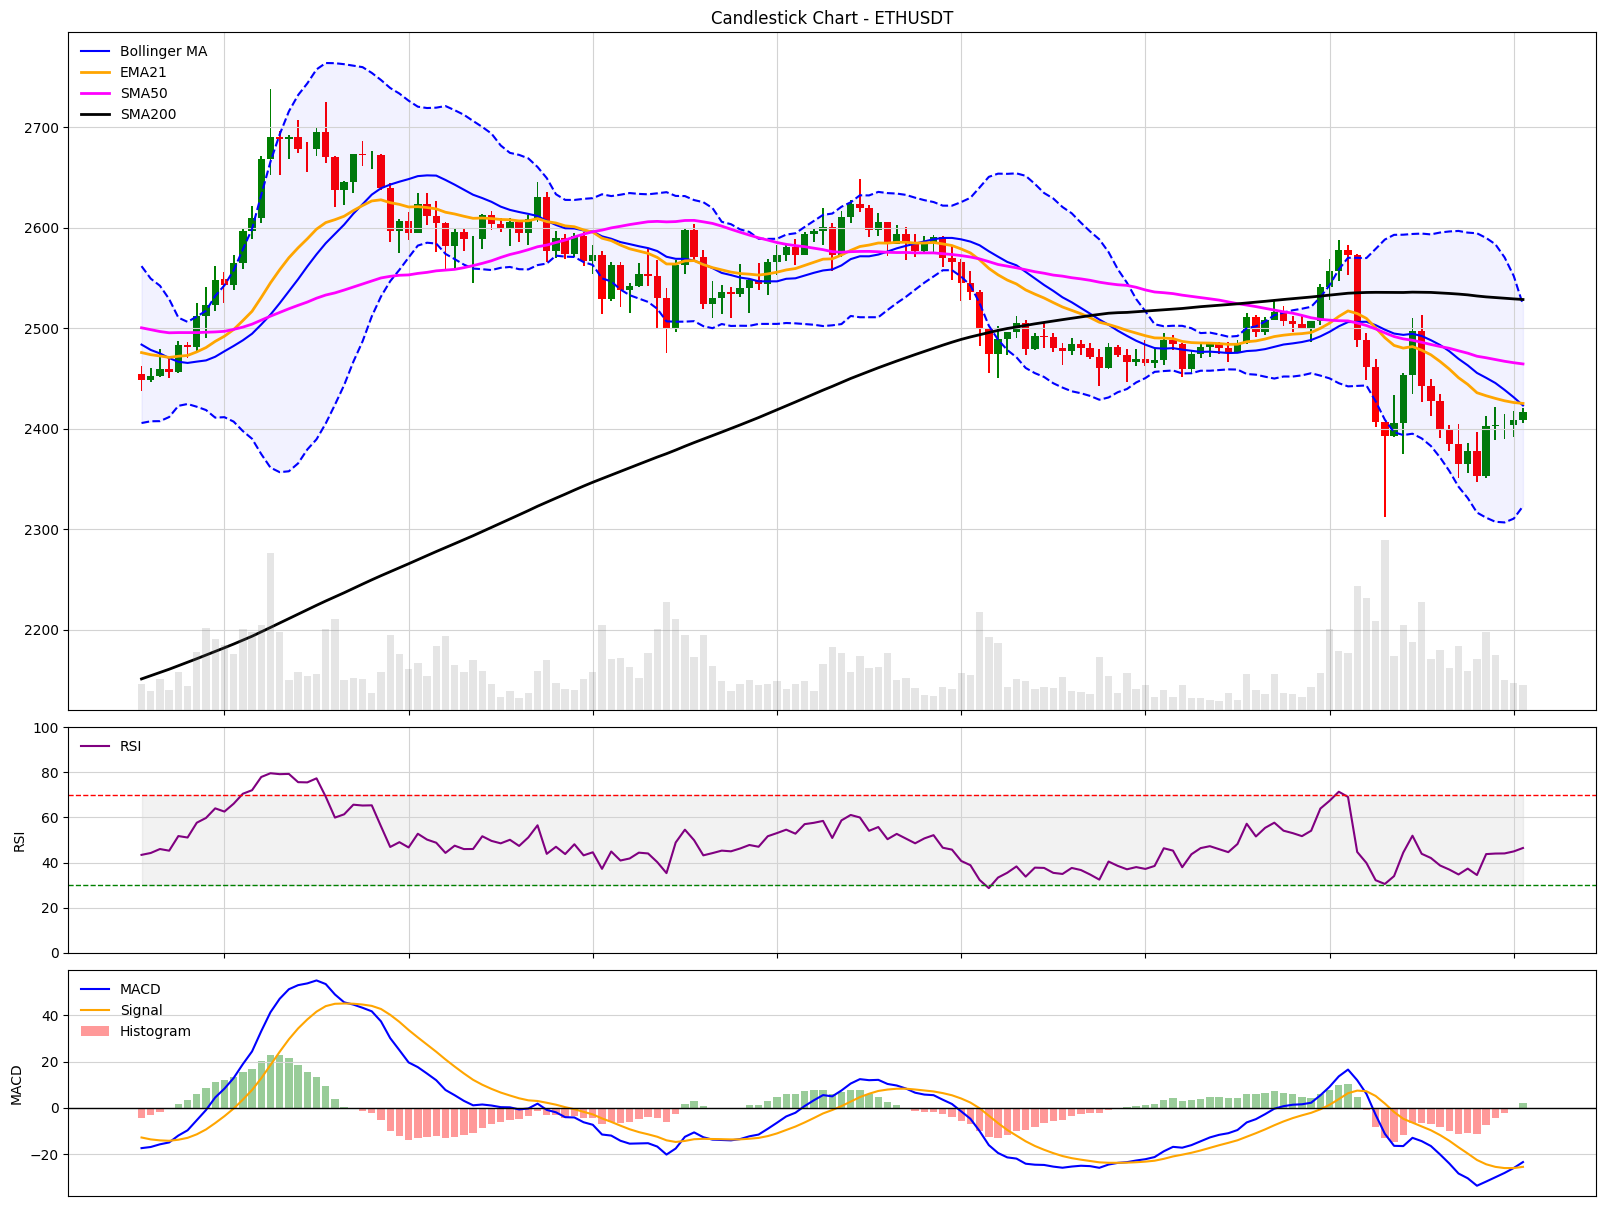 Candlestick Chart - ETHUSDT
Bollinger MA
EMA21
SMA50
SMA200
2700
2600
2500
2400
2300
2200
RSI
100
80
60
40
20
0
RSI
MACD
Signal
Histogram
40
20
0
−20
MACD